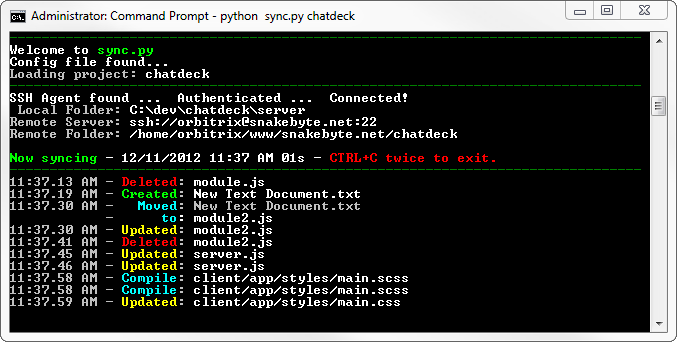 Administrator: Command Prompt - python  sync.py chatdeck
Welcome to sync.py
Config file found...
Loading project: chatdeck
SSH Agent found ...  Authenticated ...  Connected!
Local Folder: C:\dev\chatdeck\server
Remote Server: ssh://orbitrix@snakebyte.net:22
Remote Folder: /home/orbitrix/www/snakebyte.net/chatdeck
Now syncing - 12/11/2012 11:37 AM 01s - CTRL+C twice to exit.
11:37.13 AM - Deleted: module.js
11:37.19 AM - Created: New Text Document.txt
11:37.30 AM -   Moved: New Text Document.txt
            -      to: module2.js
11:37.30 AM - Updated: module2.js
11:37.41 AM - Deleted: module2.js
11:37.45 AM - Updated: server.js
11:37.46 AM - Updated: server.js
11:37.58 AM - Compile: client/app/styles/main.scss
11:37.58 AM - Compile: client/app/styles/main.scss
11:37.59 AM - Updated: client/app/styles/main.css